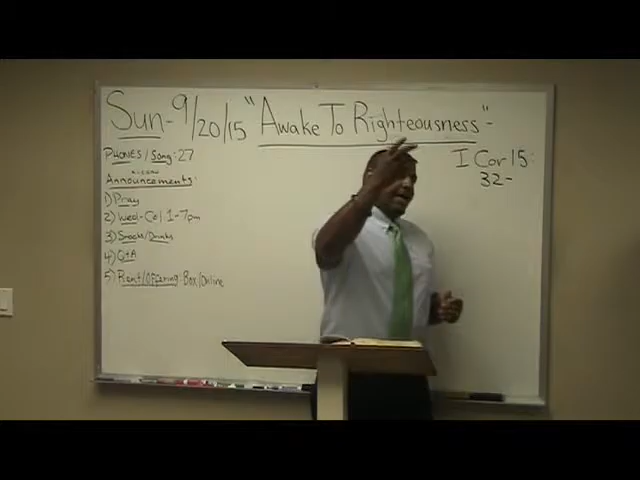 Sun-9/20/15 "Awake To Righteousness"-
I Cor 15:
32-
PHONES/Song: 27
Announcements:
1) Pray
2) Wed-Col 1-7pm
3) Snacks/Drinks
4) Q+A
5) Rent/Offering: Box/Online